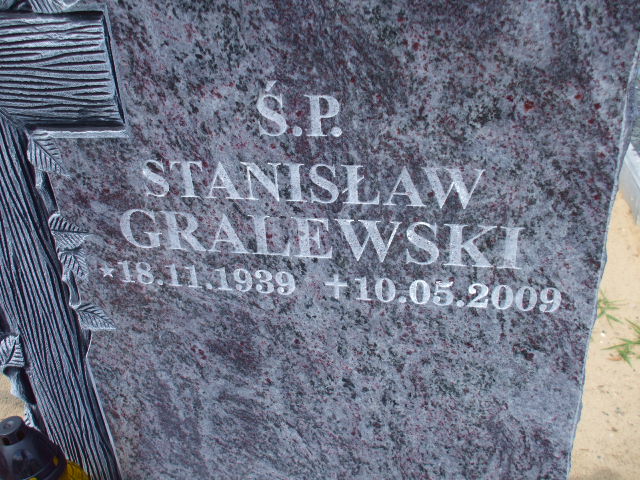 Ś.P.
STANISŁAW
GRALEWSKI
*18.11.1939 +10.05.2009